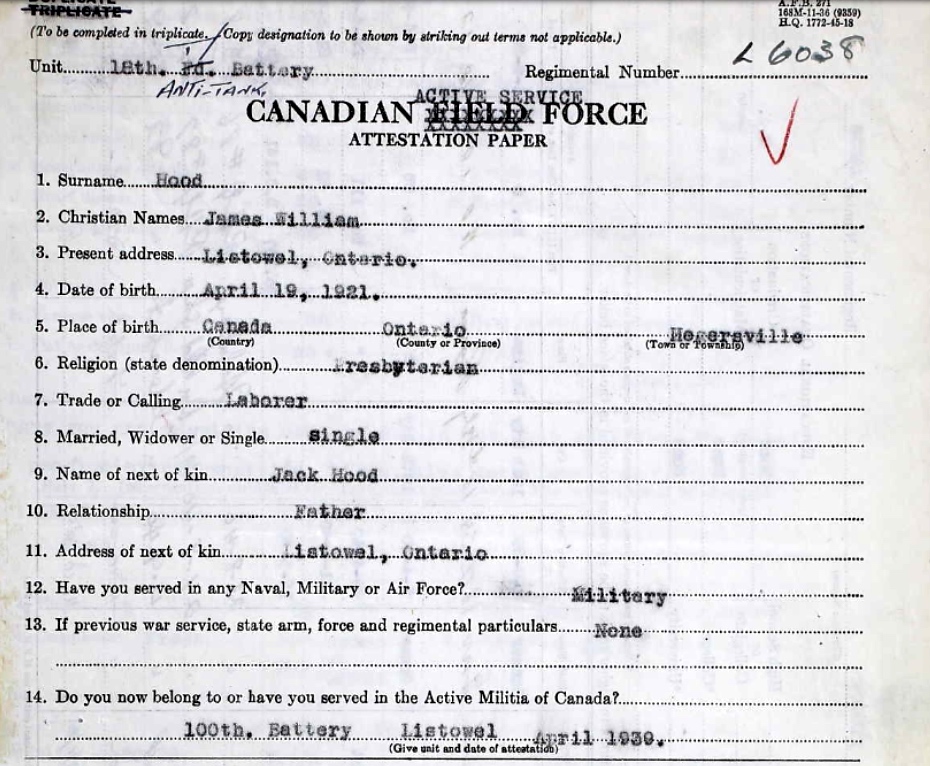 TRIPLICATE
A.F.B. 271
168M-11-36 (9859)
H.Q. 1772-45-18
(To be completed in triplicate. Copy designation to be shown by striking out terms not applicable.)
Unit 18th. Fd. Battery Regimental Number L 6038
ANTI-TANK.
ACTIVE SERVICE
CANADIAN FIELD FORCE
ATTESTATION PAPER
1. Surname Hood
2. Christian Names James William
3. Present address Listowel, Ontario.
4. Date of birth April 19, 1921.
5. Place of birth Canada Ontario Hegersville
(Country) (County or Province) (Town or Township)
6. Religion (state denomination) Presbyterian
7. Trade or Calling Laborer
8. Married, Widower or Single single
9. Name of next of kin Jack Hood
10. Relationship Father
11. Address of next of kin Listowel, Ontario
12. Have you served in any Naval, Military or Air Force? Military
13. If previous war service, state arm, force and regimental particulars None
14. Do you now belong to or have you served in the Active Militia of Canada?
100th. Battery Listowel April 1939.
(Give unit and date of attestation)